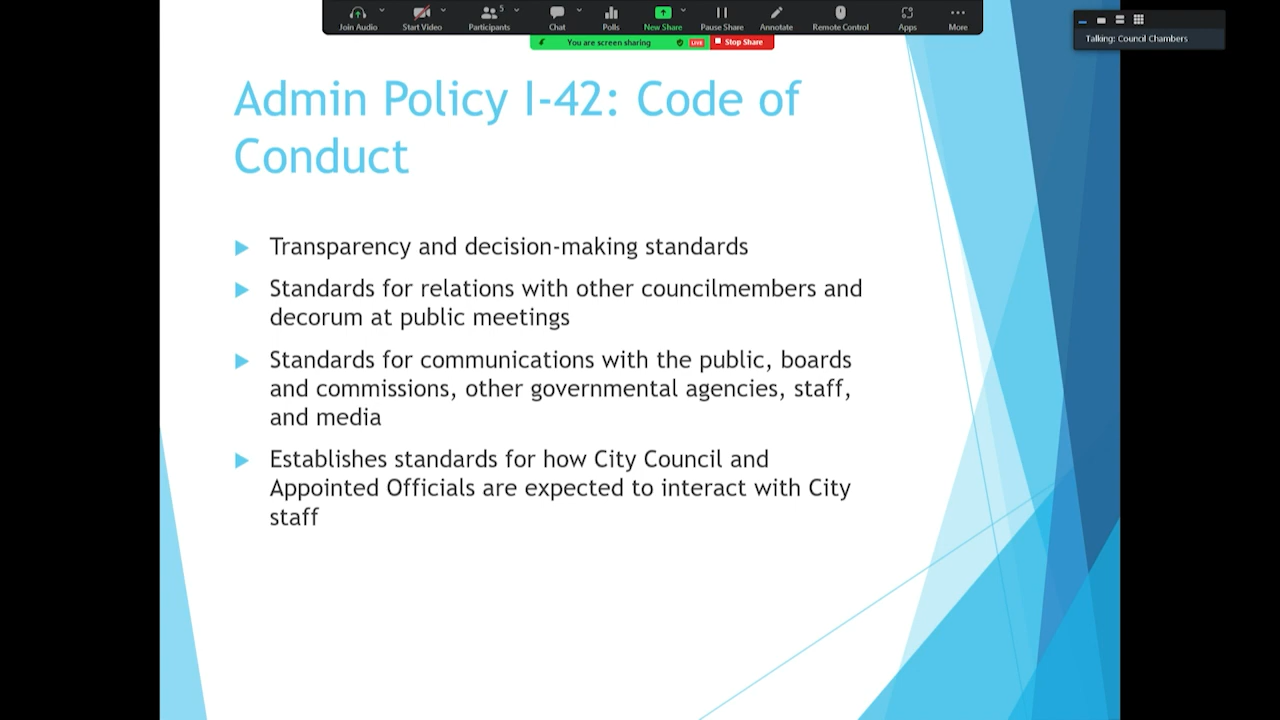 Join Audio
Start Video
Participants
5
Chat
Polls
New Share
Pause Share
Annotate
Remote Control
Apps
More
You are screen sharing
LIVE
Stop Share
Talking: Council Chambers
Admin Policy I-42: Code of
Conduct
Transparency and decision-making standards
Standards for relations with other councilmembers and
decorum at public meetings
Standards for communications with the public, boards
and commissions, other governmental agencies, staff,
and media
Establishes standards for how City Council and
Appointed Officials are expected to interact with City
staff